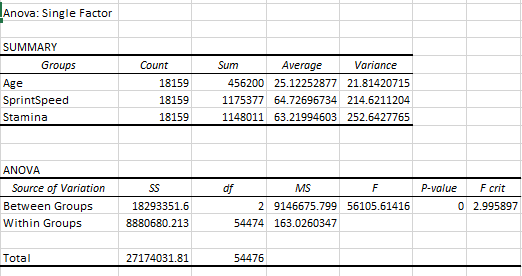 Anova: Single Factor
SUMMARY
Groups Count Sum Average Variance
Age 18159 456200 25.12252877 21.81420715
SprintSpeed 18159 1175377 64.72696734 214.6211204
Stamina 18159 1148011 63.21994603 252.6427765
ANOVA
Source of Variation SS df MS F P-value F crit
Between Groups 18293351.6 2 9146675.799 56105.61416 0 2.995897
Within Groups 8880680.213 54474 163.0260347
Total 27174031.81 54476